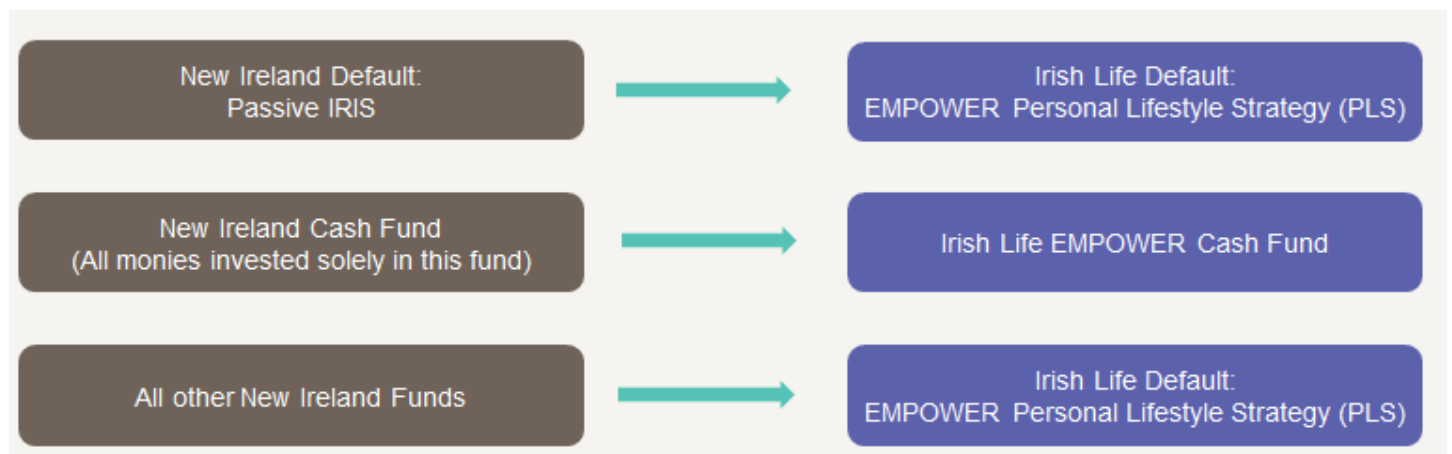 New Ireland Default:
Passive IRIS
Irish Life Default:
EMPOWER Personal Lifestyle Strategy (PLS)
New Ireland Cash Fund
(All monies invested solely in this fund)
Irish Life EMPOWER Cash Fund
All other New Ireland Funds
Irish Life Default:
EMPOWER Personal Lifestyle Strategy (PLS)